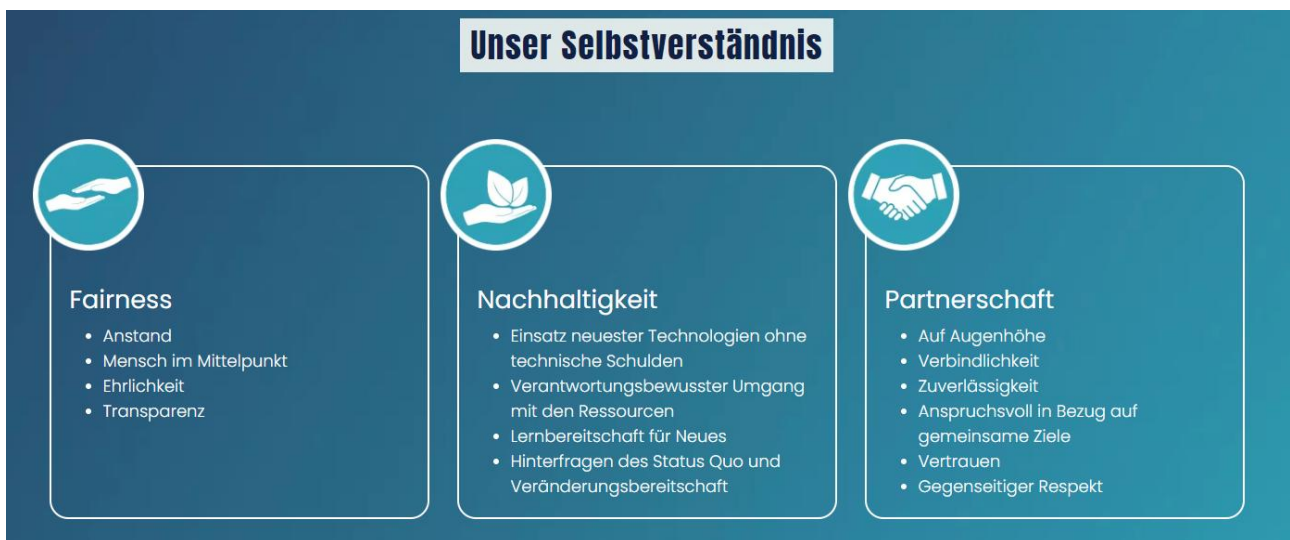 Unser Selbstverständnis
Fairness
• Anstand
• Mensch im Mittelpunkt
• Ehrlichkeit
• Transparenz
Nachhaltigkeit
• Einsatz neuester Technologien ohne
technische Schulden
• Verantwortungsbewusster Umgang
mit den Ressourcen
• Lernbereitschaft für Neues
• Hinterfragen des Status Quo und
Veränderungsbereitschaft
Partnerschaft
• Auf Augenhöhe
• Verbindlichkeit
• Zuverlässigkeit
• Anspruchsvoll in Bezug auf
gemeinsame Ziele
• Vertrauen
• Gegenseitiger Respekt